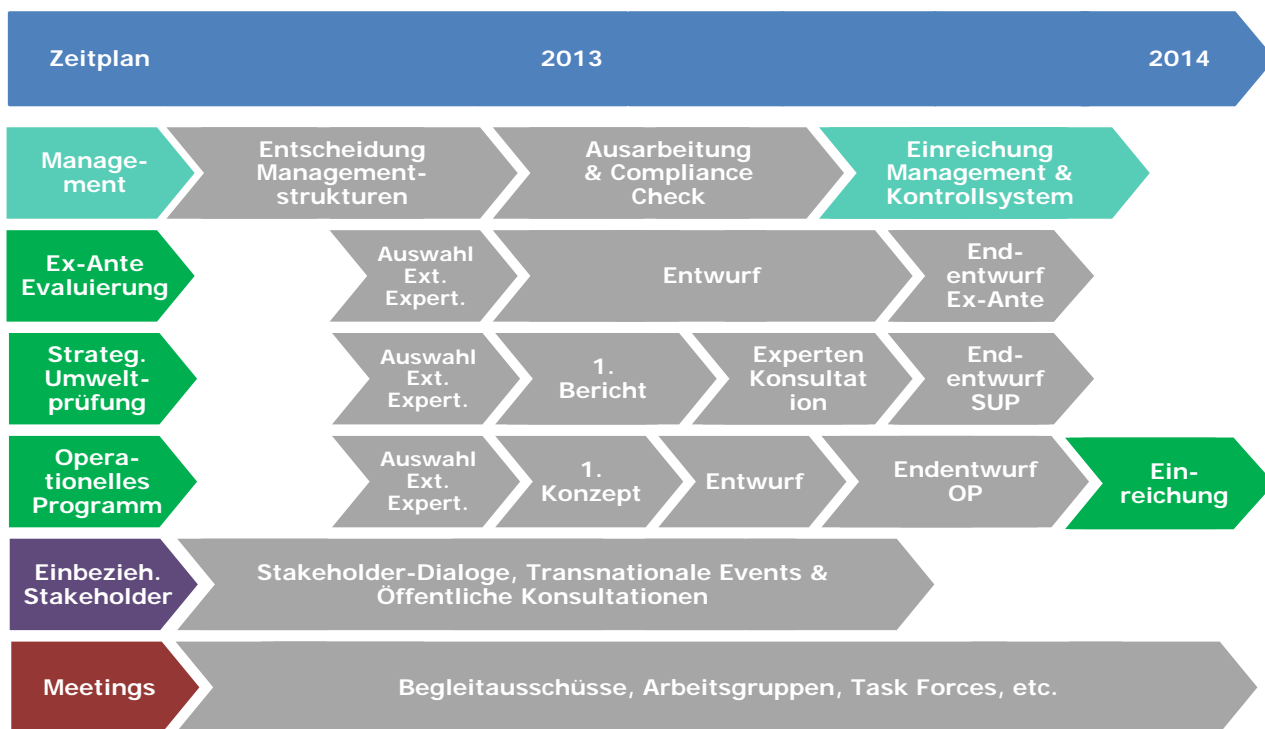 Zeitplan 2013 2014
Manage-
ment
Entscheidung
Management-
strukturen
Ausarbeitung
& Compliance
Check
Einreichung
Management &
Kontrollsystem
Ex-Ante
Evaluierung
Auswahl
Ext.
Expert.
Entwurf
End-
entwurf
Ex-Ante
Strateg.
Umwelt-
prüfung
Auswahl
Ext.
Expert.
1.
Bericht
Experten
Konsultat
ion
End-
entwurf
SUP
Opera-
tionelles
Programm
Auswahl
Ext.
Expert.
1.
Konzept
Entwurf
Endentwurf
OP
Ein-
reichung
Einbezieh.
Stakeholder
Stakeholder-Dialoge, Transnationale Events &
Öffentliche Konsultationen
Meetings
Begleitausschüsse, Arbeitsgruppen, Task Forces, etc.